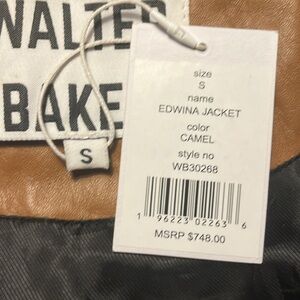 WALTER
BAKE
S
size
S
name
EDWINA JACKET
color
CAMEL
style no
WB30268
1 96223 02263 6
MSRP $748.00